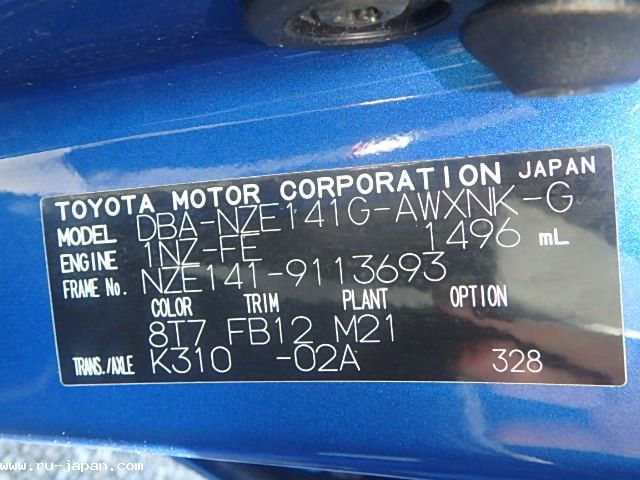 TOYOTA MOTOR CORPORATION JAPAN
MODEL DBA-NZE141G-AWXNK-G
ENGINE 1NZ-FE 1496 mL
FRAME No. NZE141-9113693
COLOR TRIM PLANT OPTION
8T7 FB12 M21
TRANS./AXLE K310 -02A 328
www.ru-japan.com